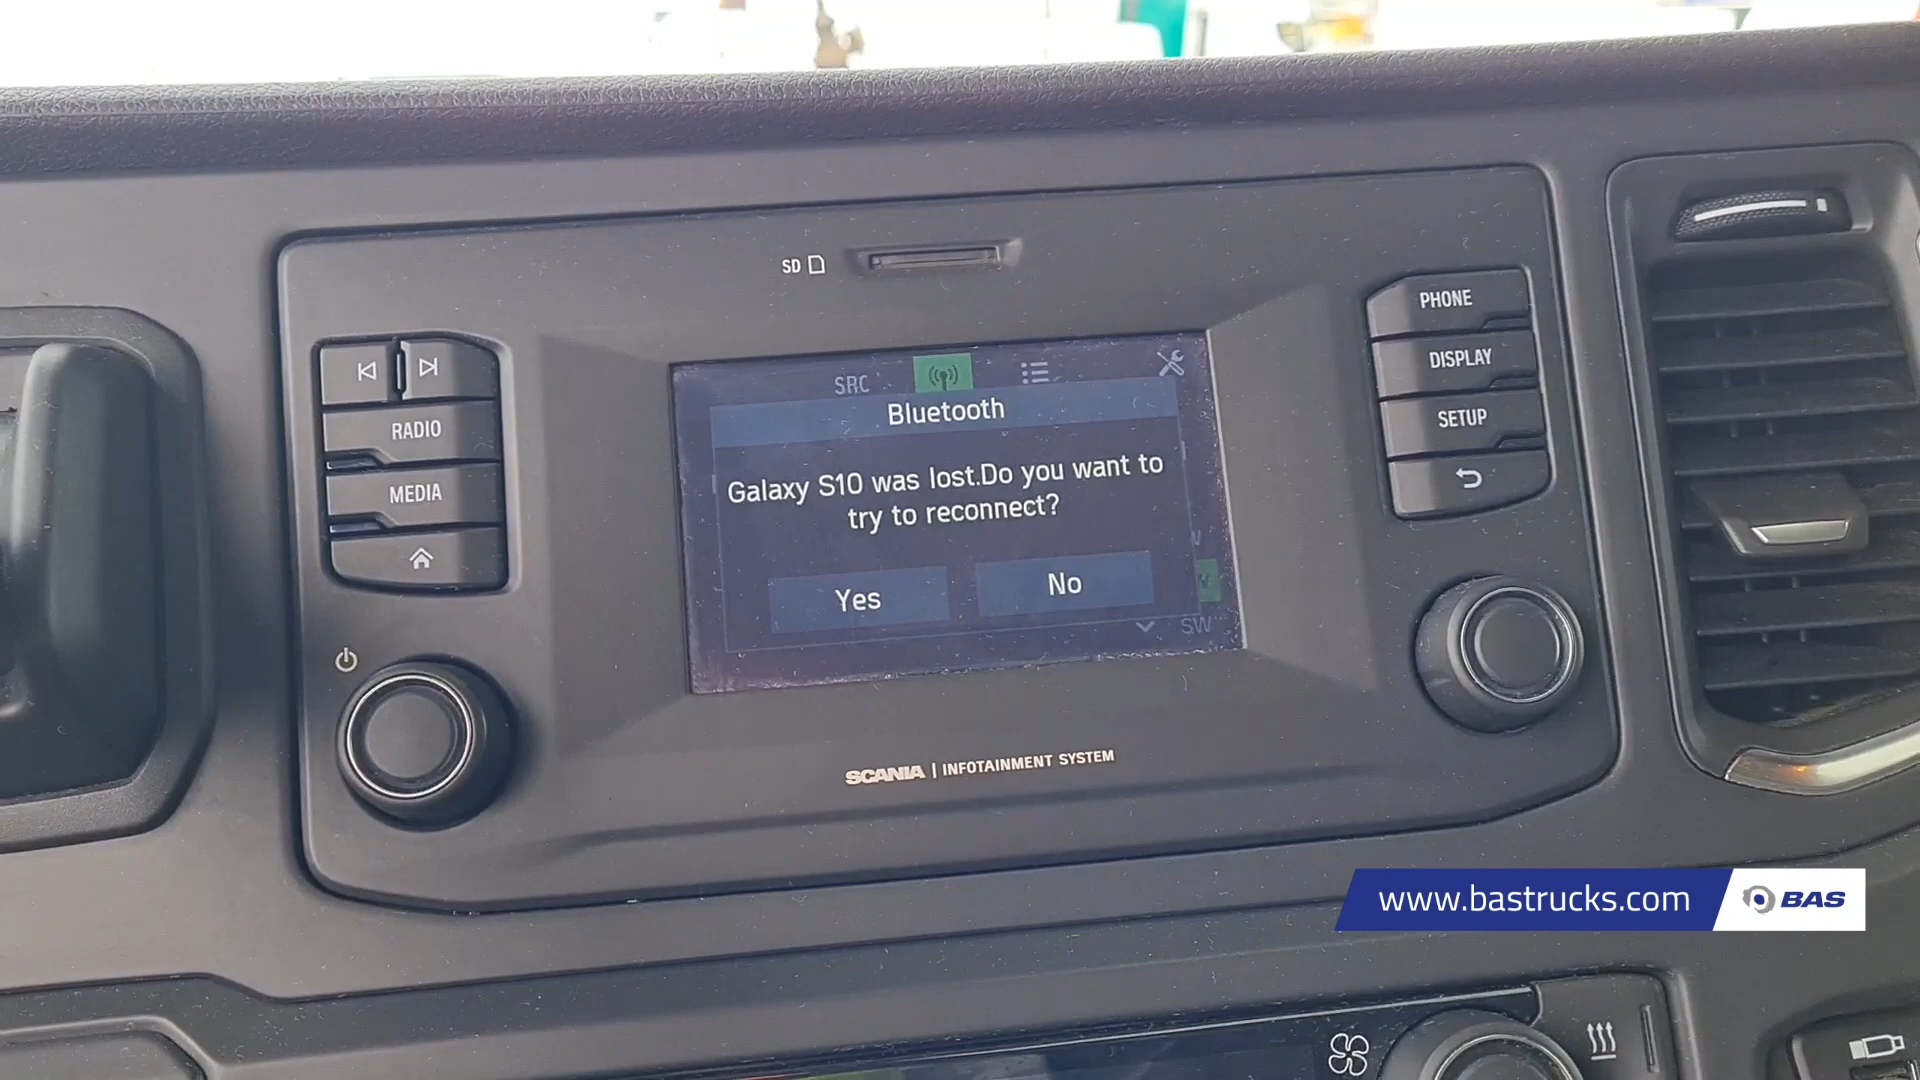 SD
PHONE
DISPLAY
SETUP
RADIO
MEDIA
SRC
Bluetooth
Galaxy S10 was lost.Do you want to
try to reconnect?
Yes
No
SW
SCANIA | INFOTAINMENT SYSTEM
www.bastrucks.com
BAS